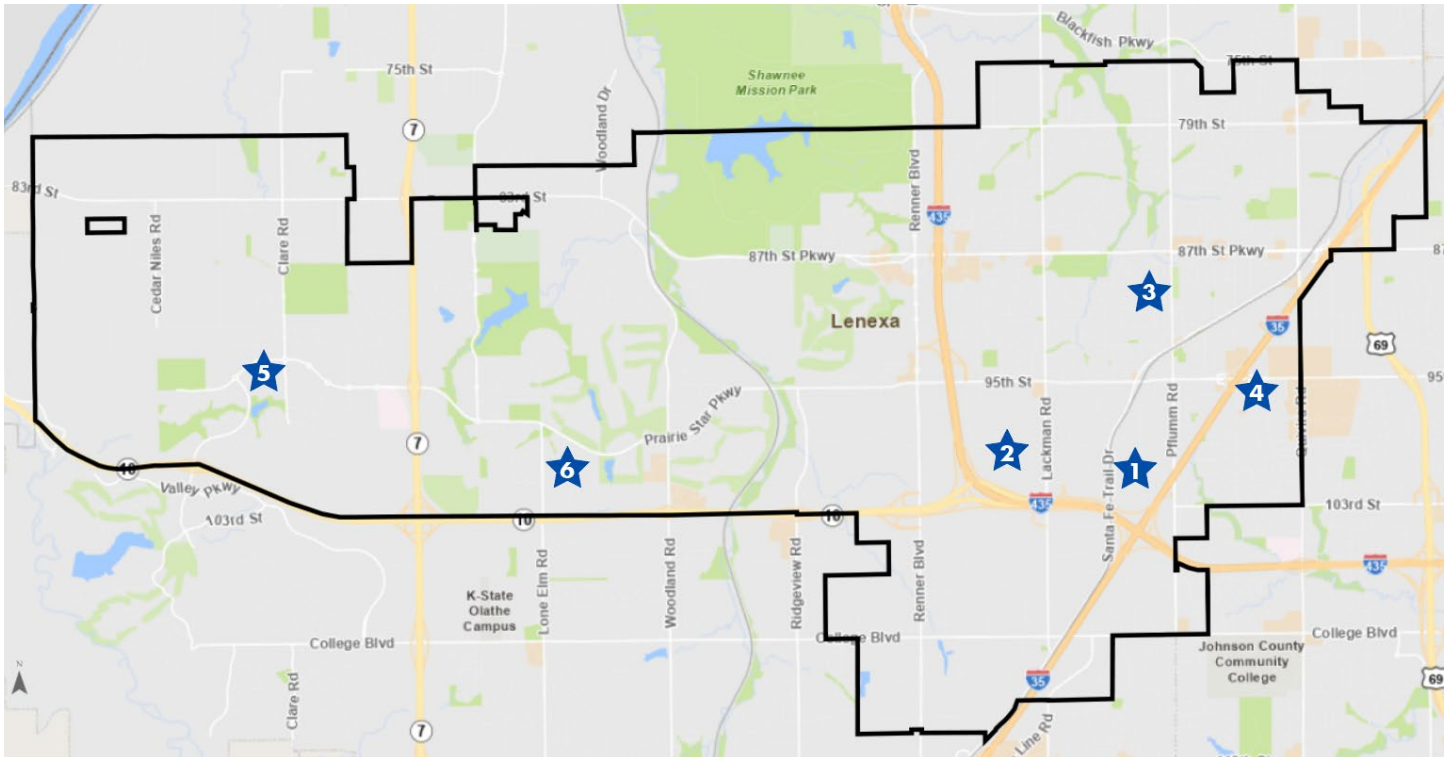 Blackfish Pkwy
75th St
75th St
Shawnee
Mission Park
7
Woodland Dr
79th St
83rd St
83rd St
Renner Blvd
435
Cedar Niles Rd
Clare Rd
87th St Pkwy
87th St Pkwy
3
Lenexa
35
69
5
95th St
4
Prairie Star Pkwy
Lackman Rd
Pflumm Rd
7
2
1
6
10
Valley Pkwy
103rd St
10
10
435
Santa Fe Trail Dr
103rd St
435
Lone Elm Rd
Woodland Rd
Ridgeview Rd
Renner Blvd
K-State
Olathe
Campus
College Blvd
College Blvd
College Blvd
Johnson County
Community
College
N
35
69
Clare Rd
7
Line Rd